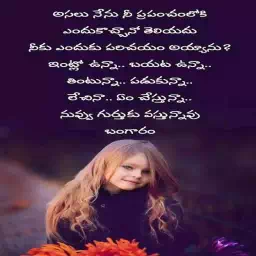 అసలు నేను నీ ప్రపంచంలోకి
ఎందుకొచ్చానో తెలియదు
నీకు ఎందుకు పరిచయం అయ్యాను?
ఇంట్లో ఉన్నా.. బయట ఉన్నా..
తింటున్నా.. పడుకున్నా..
లేచినా.. ఏం చేస్తున్నా..
నువ్వు గుర్తుకు వస్తున్నావు
బంగారం